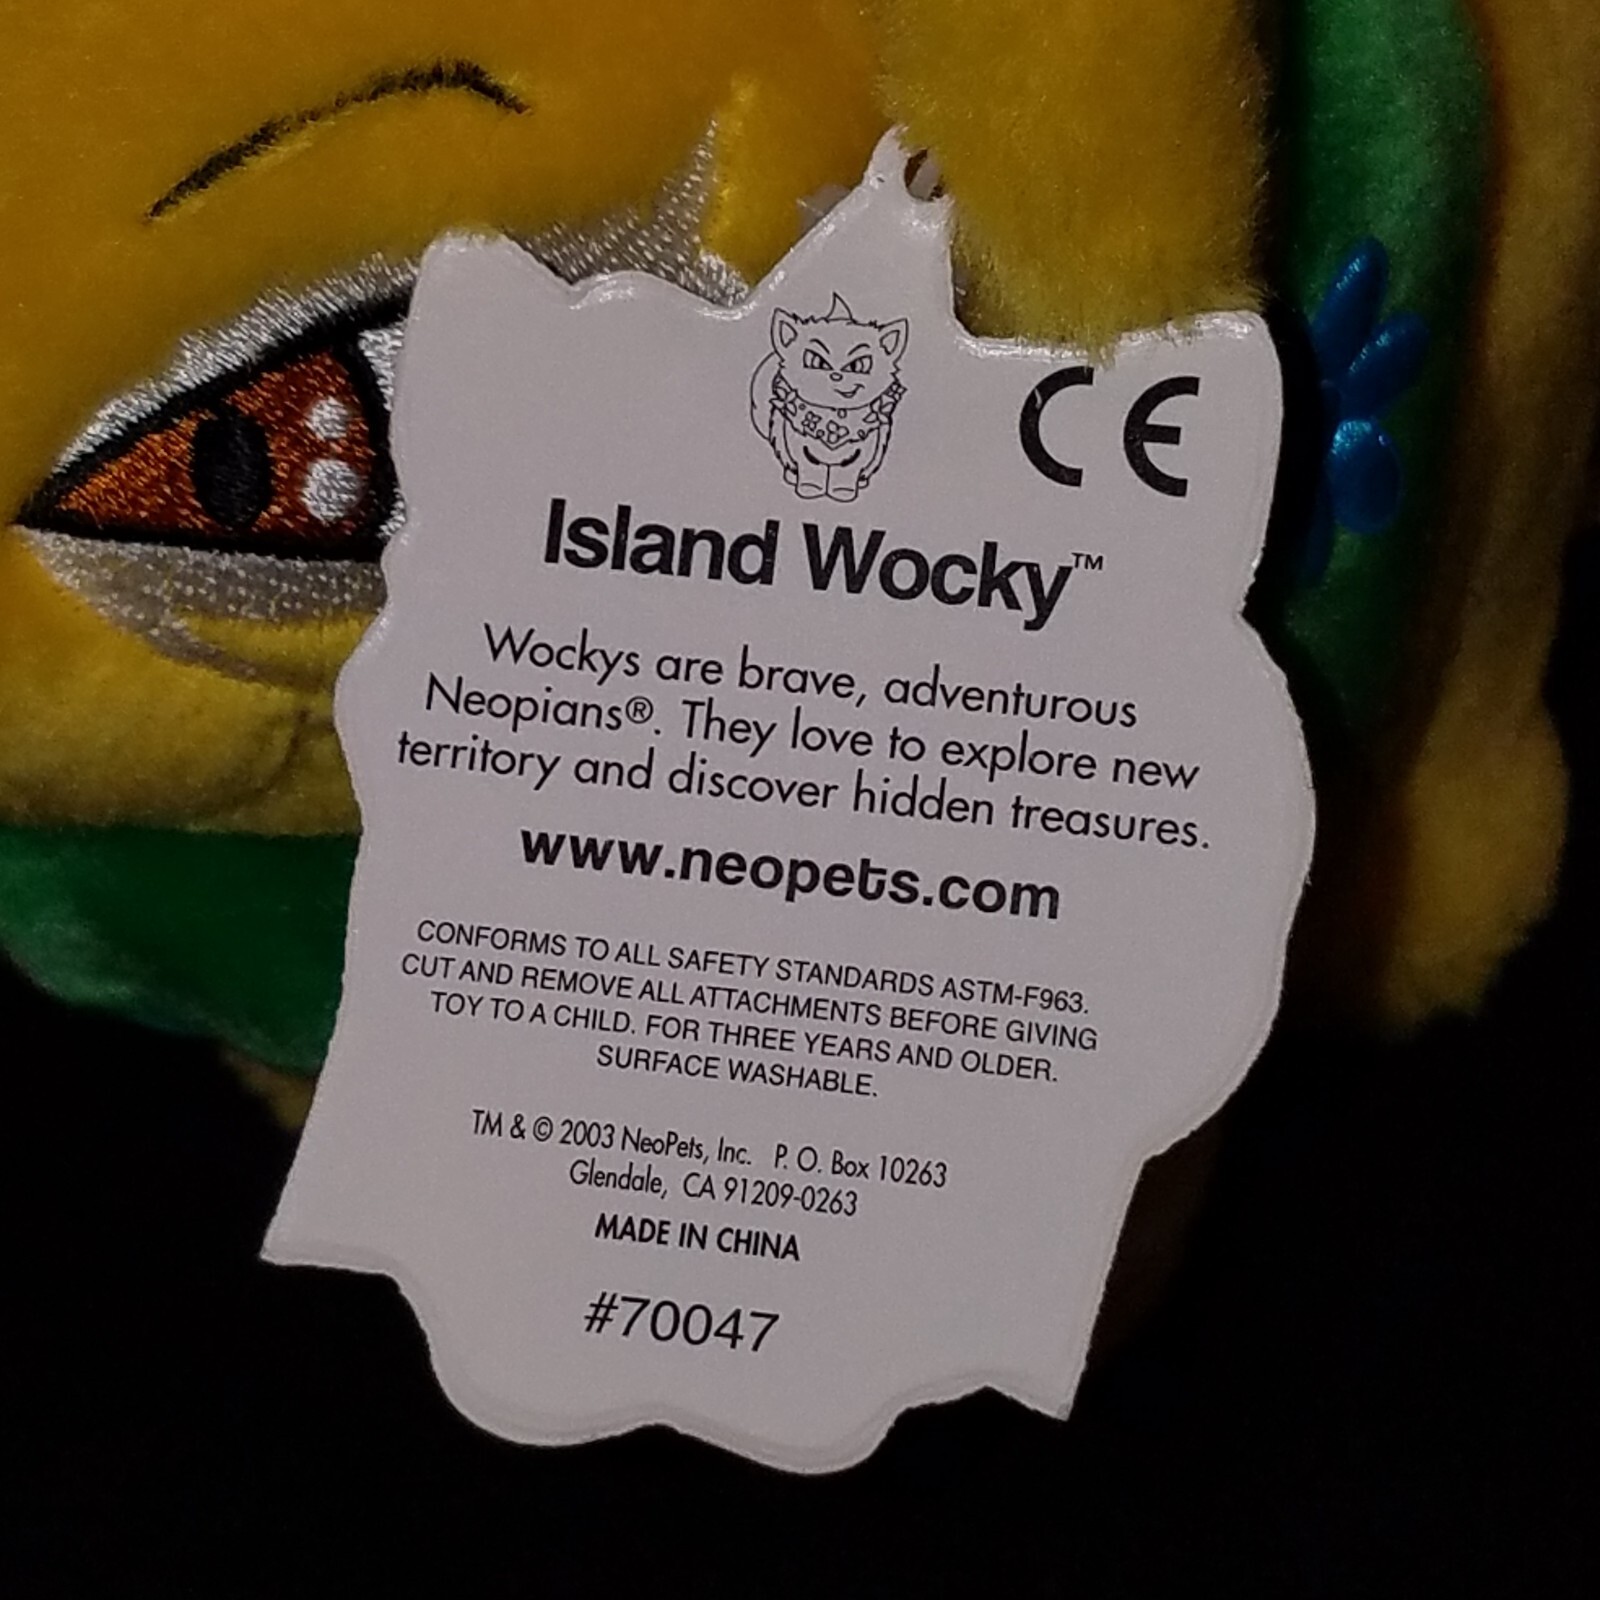 CE
Island Wocky™
Wockys are brave, adventurous
Neopians®. They love to explore new
territory and discover hidden treasures.
www.neopets.com
CONFORMS TO ALL SAFETY STANDARDS ASTM-F963.
CUT AND REMOVE ALL ATTACHMENTS BEFORE GIVING
TOY TO A CHILD. FOR THREE YEARS AND OLDER.
SURFACE WASHABLE.
TM & © 2003 NeoPets, Inc. P. O. Box 10263
Glendale, CA 91209-0263
MADE IN CHINA
#70047